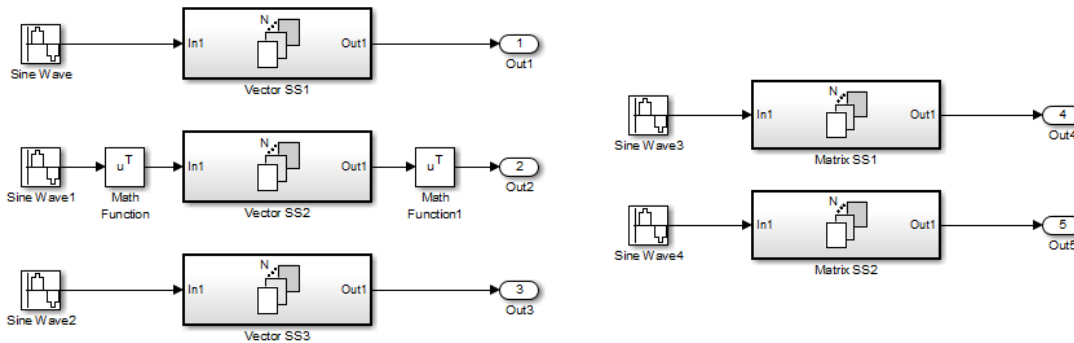 N
In1 Out1 1
Sine Wave Vector SS1 Out1
N
In1 Out1 2
u^T u^T
Sine Wave1 Math Function Vector SS2 Math Function1 Out2
N
In1 Out1 3
Sine Wave2 Vector SS3 Out3
N
In1 Out1 4
Sine Wave3 Matrix SS1 Out4
N
In1 Out1 5
Sine Wave4 Matrix SS2 Out5